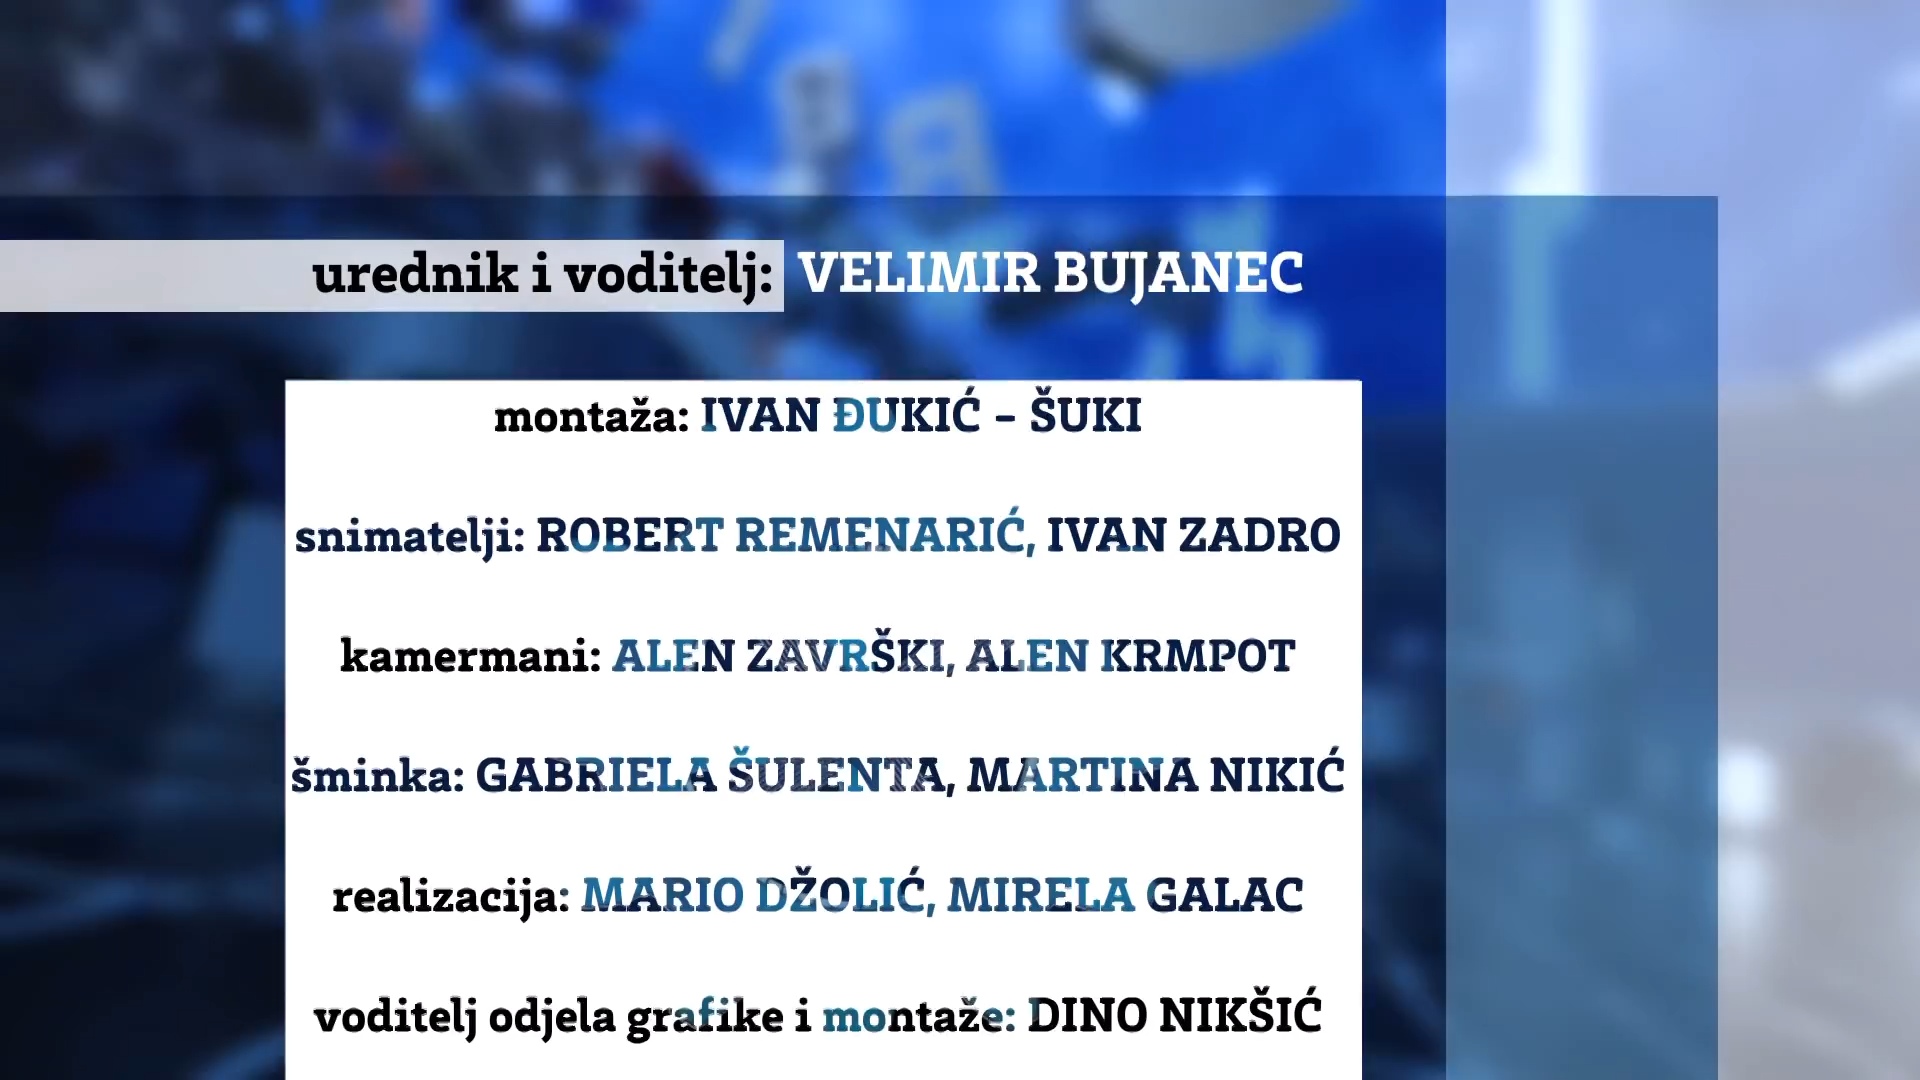 urednik i voditelj: VELIMIR BUJANEC
montaža: IVAN ĐUKIĆ – ŠUKI
snimatelji: ROBERT REMENARIĆ, IVAN ZADRO
kamermani: ALEN ZAVRŠKI, ALEN KRMPOT
šminka: GABRIELA ŠULENTA, MARTINA NIKIĆ
realizacija: MARIO DŽOLIĆ, MIRELA GALAC
voditelj odjela grafike i montaže: DINO NIKŠIĆ